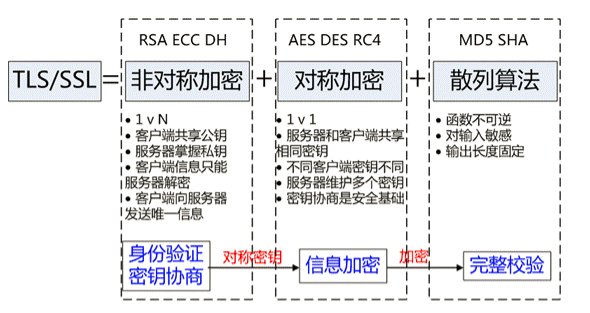 RSA ECC DH
AES DES RC4
MD5 SHA
TLS/SSL = 非对称加密 + 对称加密 + 散列算法
• 1 v N
• 客户端共享公钥
• 服务器掌握私钥
• 客户端信息只能
服务器解密
• 客户端向服务器
发送唯一信息
• 1 v 1
• 服务器和客户端共享
相同密钥
• 不同客户端密钥不同
• 服务器维护多个密钥
• 密钥协商是安全基础
• 函数不可逆
• 对输入敏感
• 输出长度固定
身份验证
密钥协商
对称密钥
信息加密
加密
完整校验